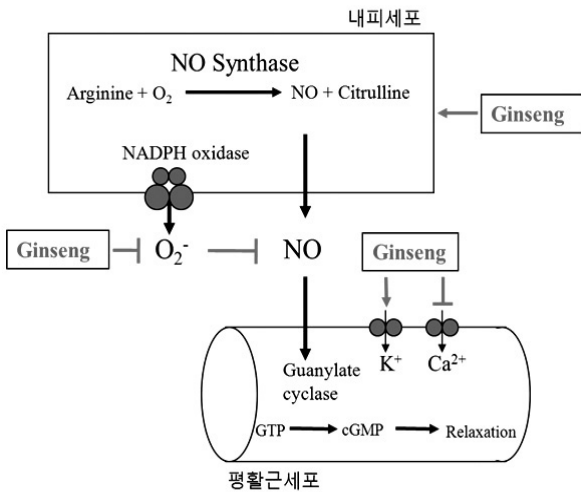 내피세포
NO Synthase
Arginine + O₂ NO + Citrulline
Ginseng
NADPH oxidase
Ginseng O₂⁻ NO Ginseng
K⁺ Ca²⁺
Guanylate
cyclase
GTP cGMP Relaxation
평활근세포